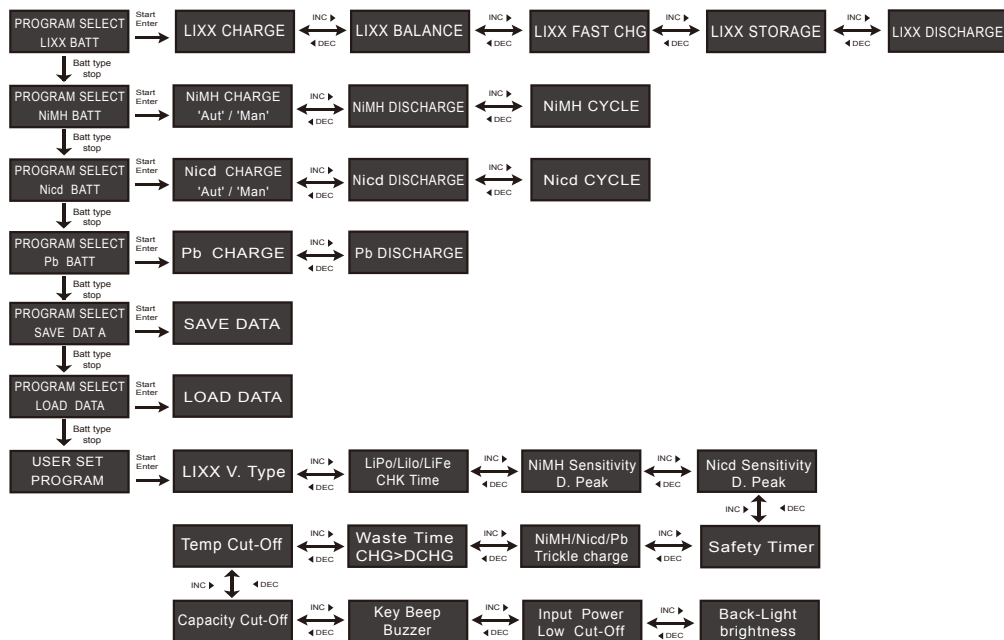 PROGRAM SELECT
LIXX BATT
Start
Enter
LIXX CHARGE
INC ▶
◀ DEC
LIXX BALANCE
INC ▶
◀ DEC
LIXX FAST CHG
INC ▶
◀ DEC
LIXX STORAGE
INC ▶
◀ DEC
LIXX DISCHARGE
Batt type
stop
PROGRAM SELECT
NiMH BATT
Start
Enter
NiMH CHARGE
'Aut' / 'Man'
INC ▶
◀ DEC
NiMH DISCHARGE
INC ▶
◀ DEC
NiMH CYCLE
Batt type
stop
PROGRAM SELECT
Nicd BATT
Start
Enter
Nicd CHARGE
'Aut' / 'Man'
INC ▶
◀ DEC
Nicd DISCHARGE
INC ▶
◀ DEC
Nicd CYCLE
Batt type
stop
PROGRAM SELECT
Pb BATT
Start
Enter
Pb CHARGE
INC ▶
◀ DEC
Pb DISCHARGE
Batt type
stop
PROGRAM SELECT
SAVE DAT A
Start
Enter
SAVE DATA
Batt type
stop
PROGRAM SELECT
LOAD DATA
Start
Enter
LOAD DATA
Batt type
stop
USER SET
PROGRAM
Start
Enter
LIXX V. Type
INC ▶
◀ DEC
LiPo/LiIo/LiFe
CHK Time
INC ▶
◀ DEC
NiMH Sensitivity
D. Peak
INC ▶
◀ DEC
Nicd Sensitivity
D. Peak
INC ▶
◀ DEC
Temp Cut-Off
INC ▶
◀ DEC
Waste Time
CHG>DCHG
INC ▶
◀ DEC
NiMH/Nicd/Pb
Trickle charge
INC ▶
◀ DEC
Safety Timer
INC ▶
◀ DEC
Capacity Cut-Off
INC ▶
◀ DEC
Key Beep
Buzzer
INC ▶
◀ DEC
Input Power
Low Cut-Off
INC ▶
◀ DEC
Back-Light
brightness